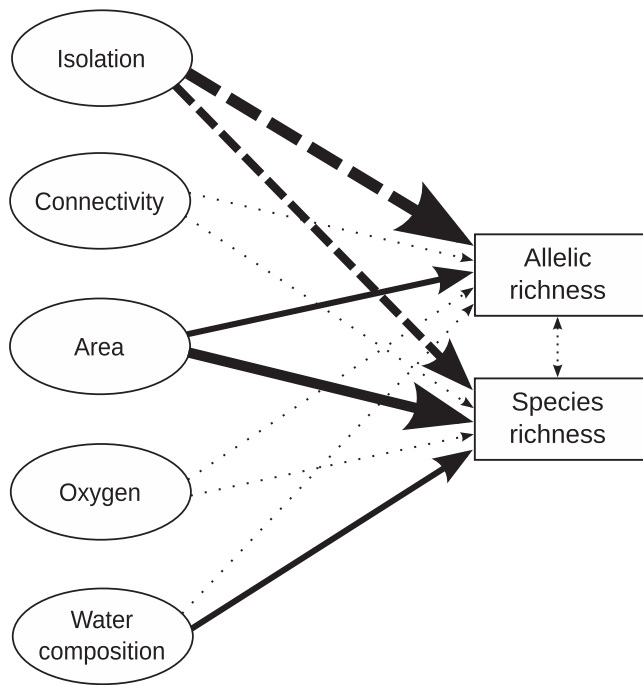 Isolation
Connectivity
Allelic
richness
Area
Species
richness
Oxygen
Water
composition